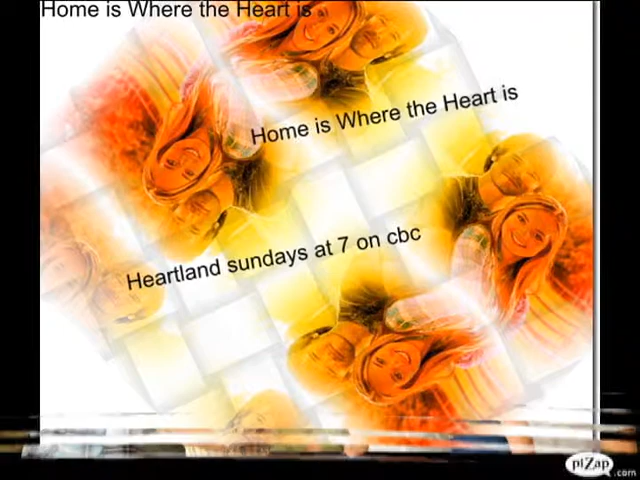 Home is Where the Heart is
Home is Where the Heart is
Heartland sundays at 7 on cbc
piZap
.com